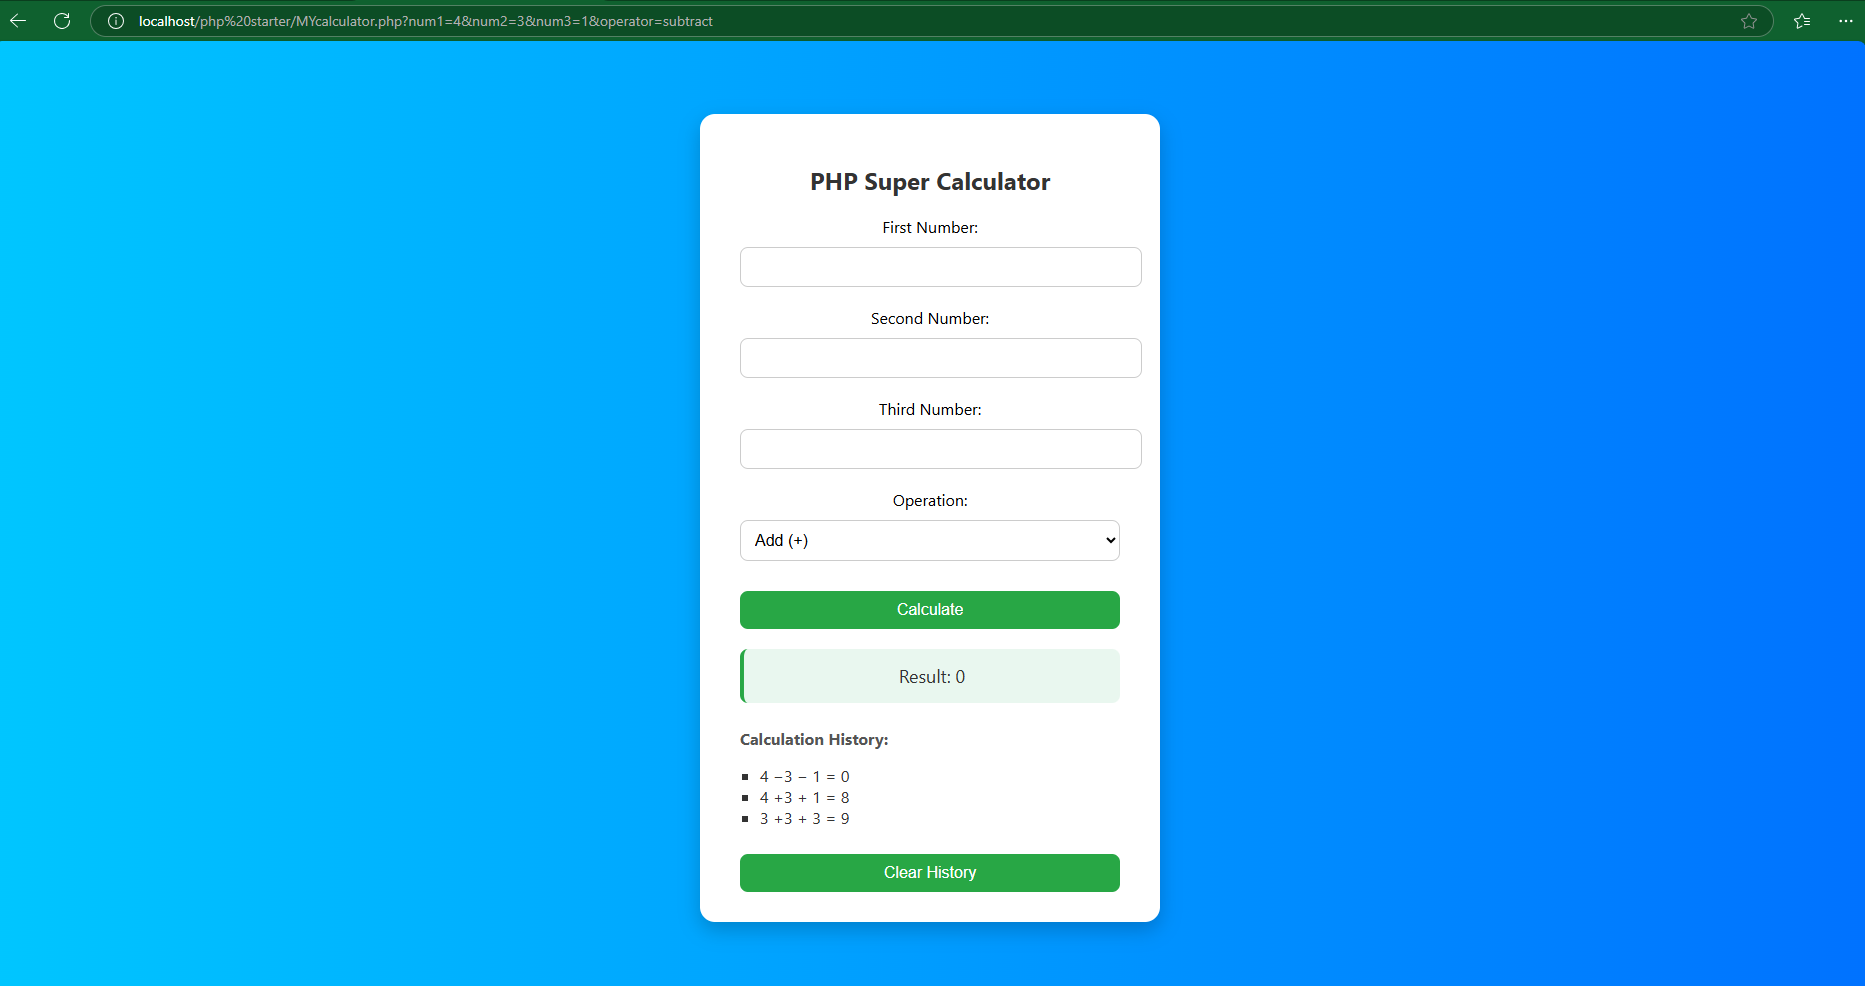 localhost/php%20starter/MYcalculator.php?num1=4&num2=3&num3=1&operator=subtract
PHP Super Calculator
First Number:
Second Number:
Third Number:
Operation:
Add (+)
Calculate
Result: 0
Calculation History:
4 −3 − 1 = 0
4 +3 + 1 = 8
3 +3 + 3 = 9
Clear History